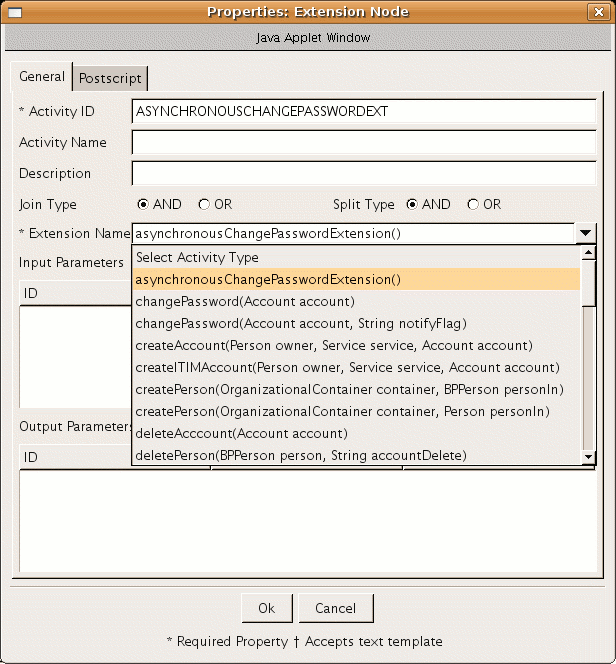 Properties: Extension Node
Java Applet Window
General Postscript
* Activity ID ASYNCHRONOUSCHANGEPASSWORDEXT
Activity Name
Description
Join Type AND OR Split Type AND OR
* Extension Name asynchronousChangePasswordExtension()
Input Parameters Select Activity Type
asynchronousChangePasswordExtension()
ID changePassword(Account account)
changePassword(Account account, String notifyFlag)
createAccount(Person owner, Service service, Account account)
createITIMAccount(Person owner, Service service, Account account)
createPerson(OrganizationalContainer container, BPPerson personIn)
createPerson(OrganizationalContainer container, Person personIn)
Output Parameters deleteAcccount(Account account)
ID deletePerson(BPPerson person, String accountDelete)
Ok Cancel
* Required Property † Accepts text template